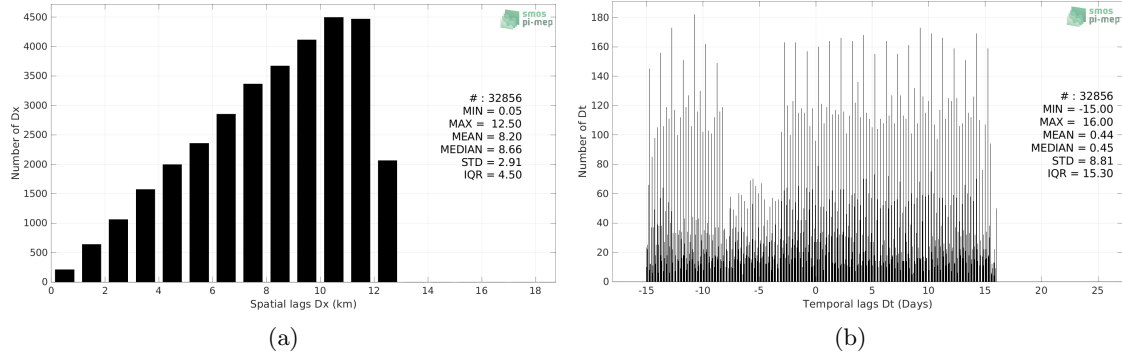 4500
4000
3500
3000
2500
2000
1500
1000
500
0
Number of Dx
smos
pi-mep
# : 32856
MIN = 0.05
MAX = 12.50
MEAN = 8.20
MEDIAN = 8.66
STD = 2.91
IQR = 4.50
0 2 4 6 8 10 12 14 16 18
Spatial lags Dx (km)
(a)
180
160
140
120
100
80
60
40
20
0
Number of Dt
smos
pi-mep
# : 32856
MIN = -15.00
MAX = 16.00
MEAN = 0.44
MEDIAN = 0.45
STD = 8.81
IQR = 15.30
-15 -10 -5 0 5 10 15 20 25
Temporal lags Dt (Days)
(b)